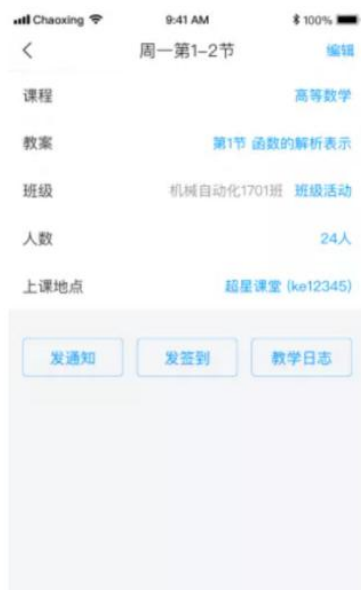 Chaoxing 9:41 AM 100%
周一第1-2节 编辑
课程 高等数学
教案 第1节 函数的解析表示
班级 机械自动化1701班 班级活动
人数 24人
上课地点 超星课堂 (ke12345)
发通知 发签到 教学日志